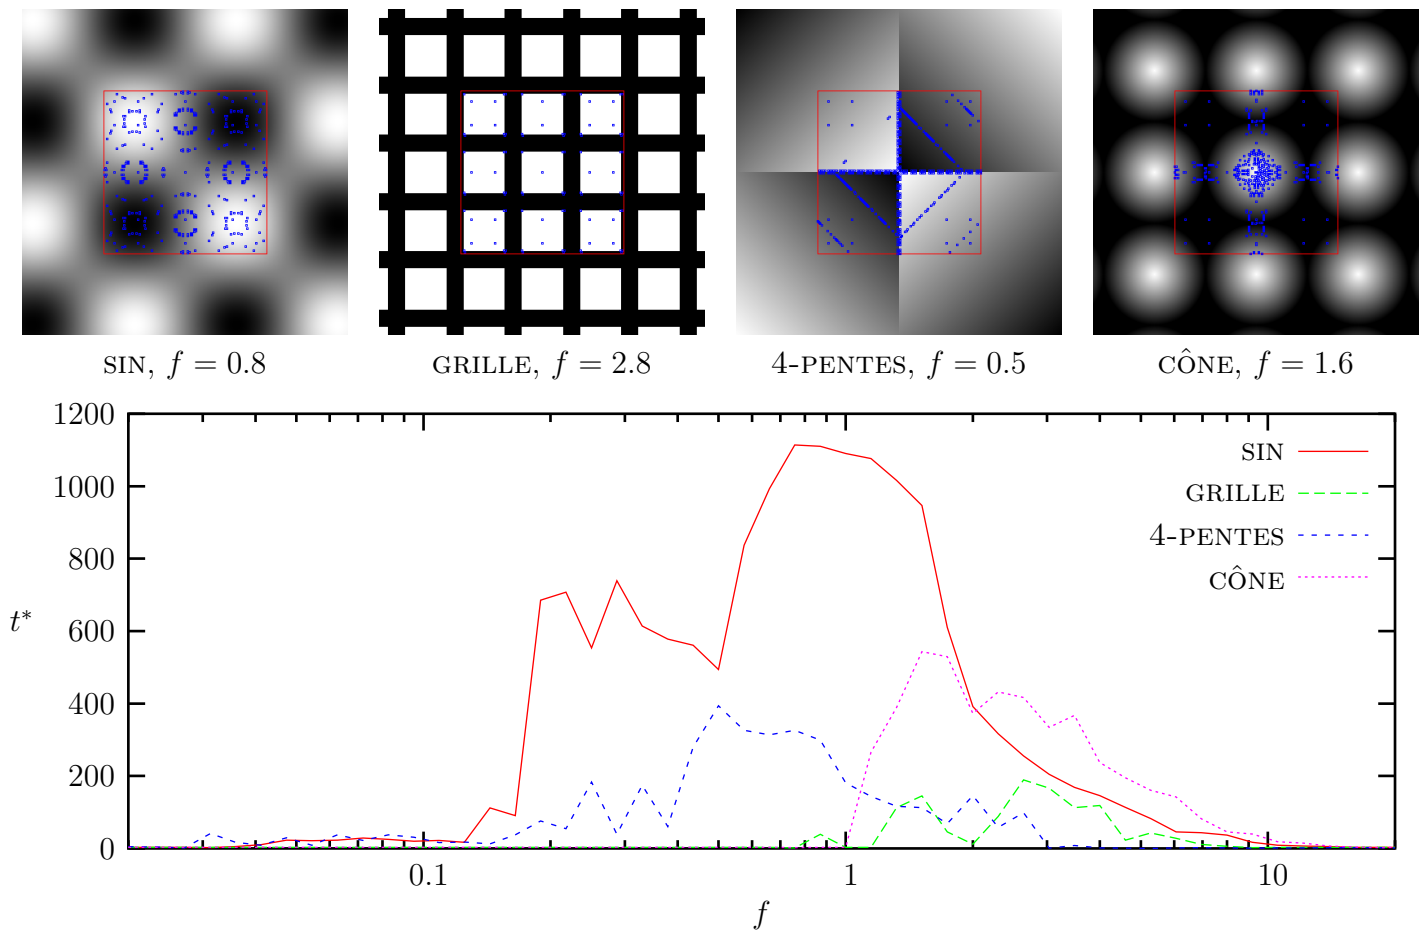 SIN, f = 0.8
GRILLE, f = 2.8
4-PENTES, f = 0.5
CÔNE, f = 1.6
1200
1000
800
600
400
200
0
t*
0.1
1
10
f
SIN
GRILLE
4-PENTES
CÔNE